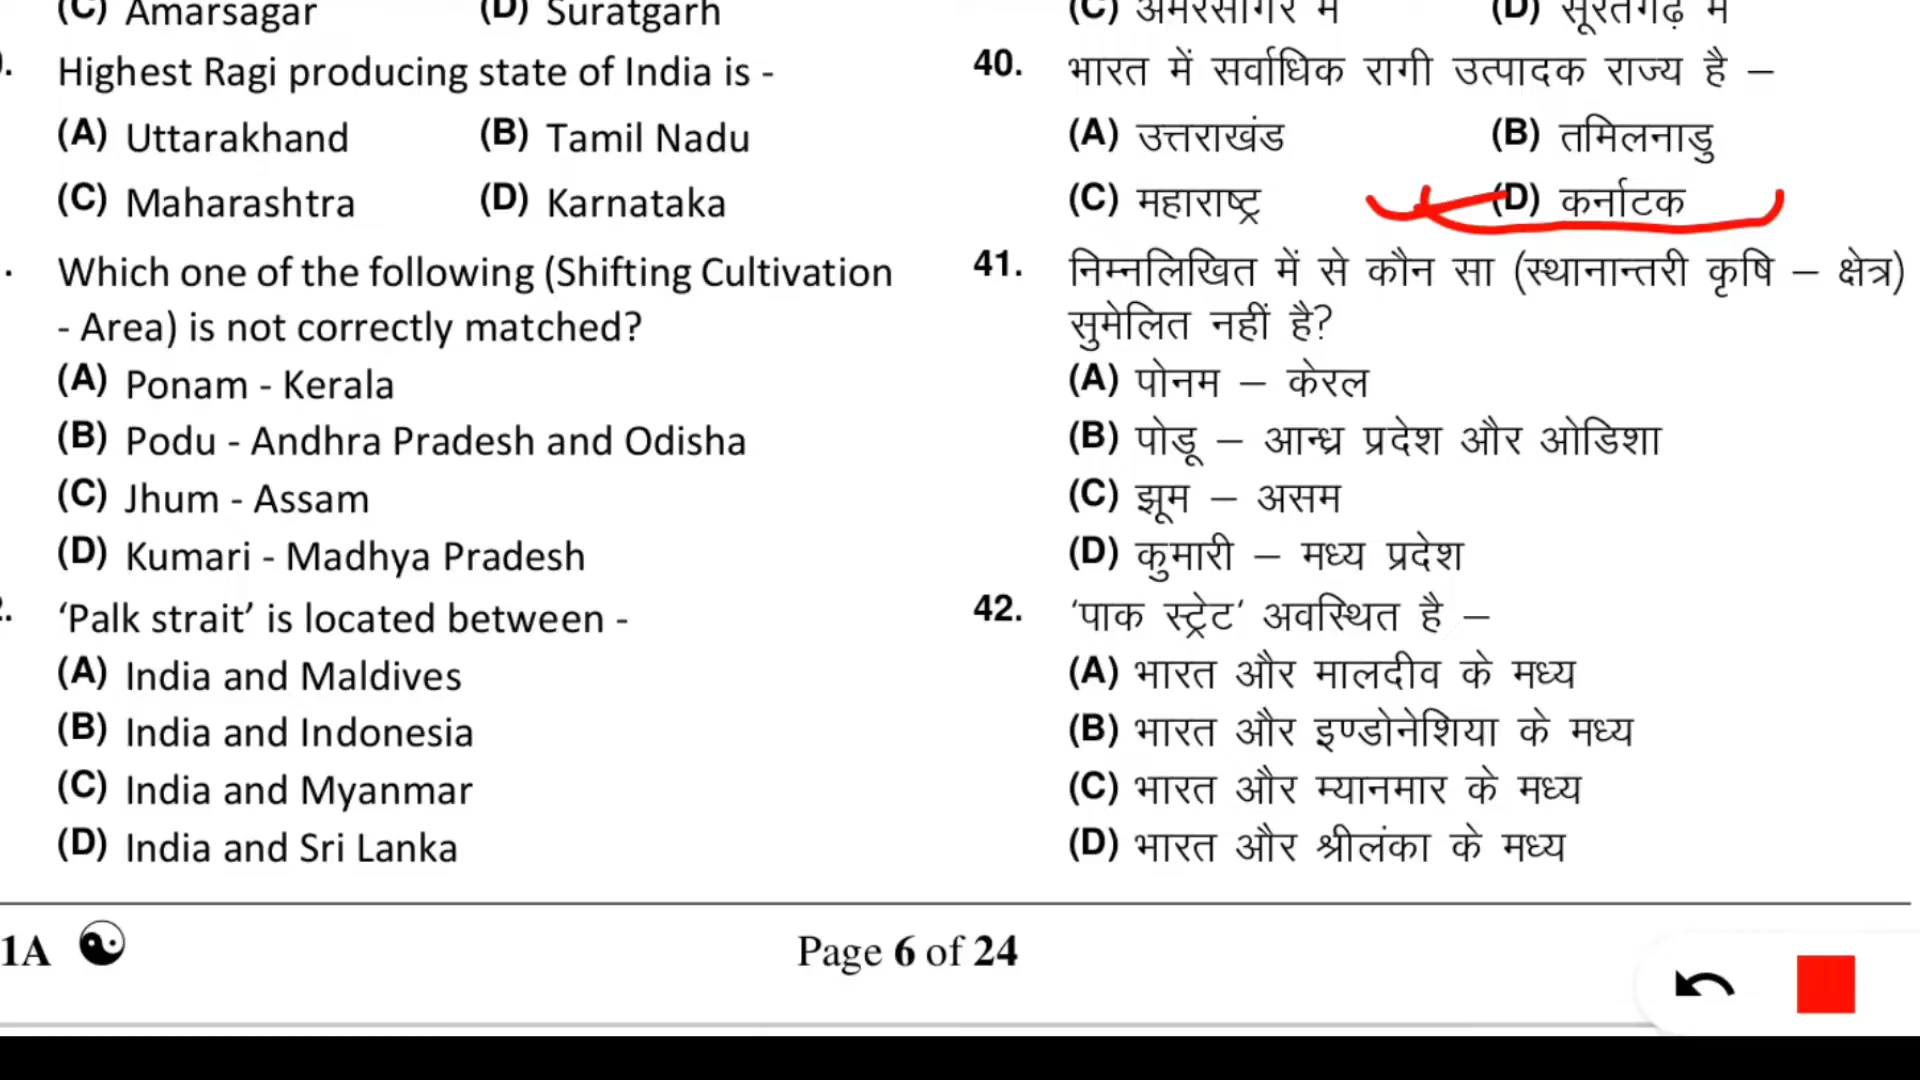 (C) Amarsagar (D) Suratgarh
. Highest Ragi producing state of India is -
(A) Uttarakhand (B) Tamil Nadu
(C) Maharashtra (D) Karnataka
. Which one of the following (Shifting Cultivation
- Area) is not correctly matched?
(A) Ponam - Kerala
(B) Podu - Andhra Pradesh and Odisha
(C) Jhum - Assam
(D) Kumari - Madhya Pradesh
. ‘Palk strait’ is located between -
(A) India and Maldives
(B) India and Indonesia
(C) India and Myanmar
(D) India and Sri Lanka
(C) अमरसागर में (D) सूरतगढ़ में
40. भारत में सर्वाधिक रागी उत्पादक राज्य है –
(A) उत्तराखंड (B) तमिलनाडु
(C) महाराष्ट्र (D) कर्नाटक
41. निम्नलिखित में से कौन सा (स्थानान्तरी कृषि – क्षेत्र)
सुमेलित नहीं है?
(A) पोनम – केरल
(B) पोडू – आन्ध्र प्रदेश और ओडिशा
(C) झूम – असम
(D) कुमारी – मध्य प्रदेश
42. ‘पाक स्ट्रेट‘ अवस्थित है –
(A) भारत और मालदीव के मध्य
(B) भारत और इण्डोनेशिया के मध्य
(C) भारत और म्यानमार के मध्य
(D) भारत और श्रीलंका के मध्य
1A Page 6 of 24